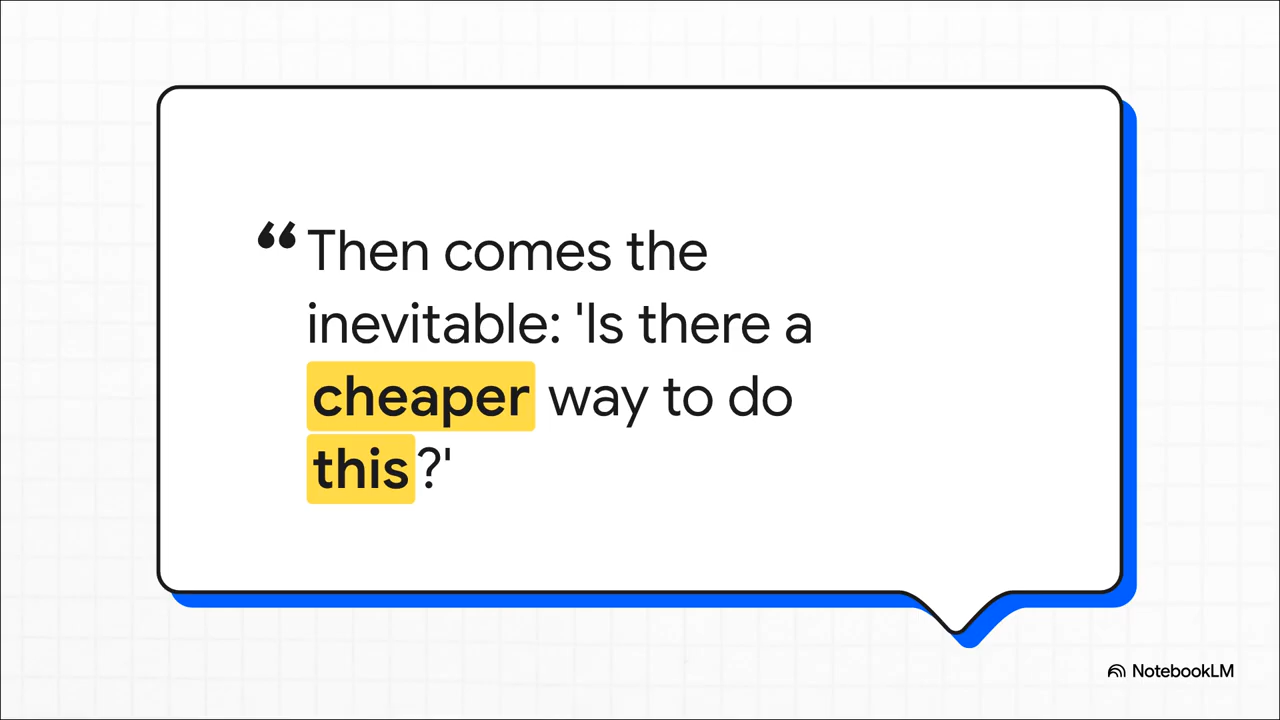 “Then comes the
inevitable: 'Is there a
cheaper way to do
this?'
NotebookLM